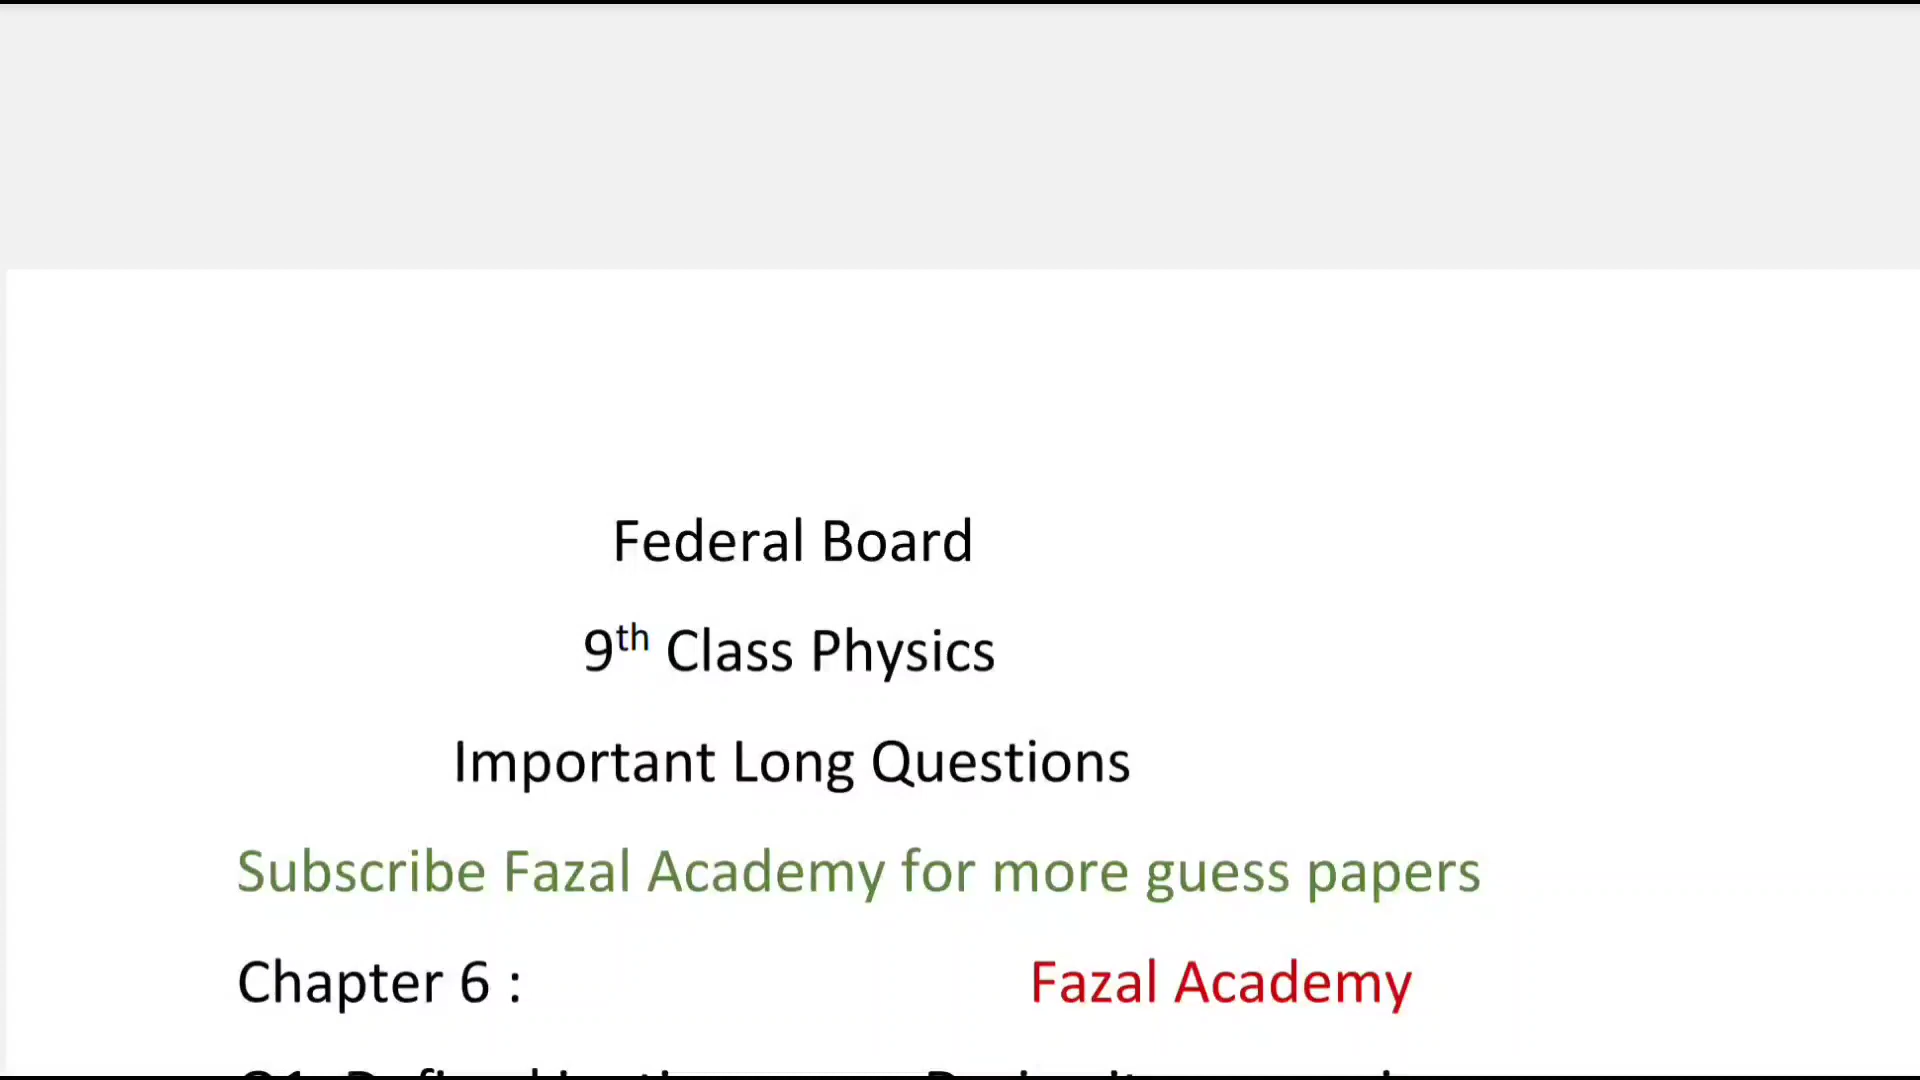 Federal Board
9th Class Physics
Important Long Questions
Subscribe Fazal Academy for more guess papers
Chapter 6 : Fazal Academy